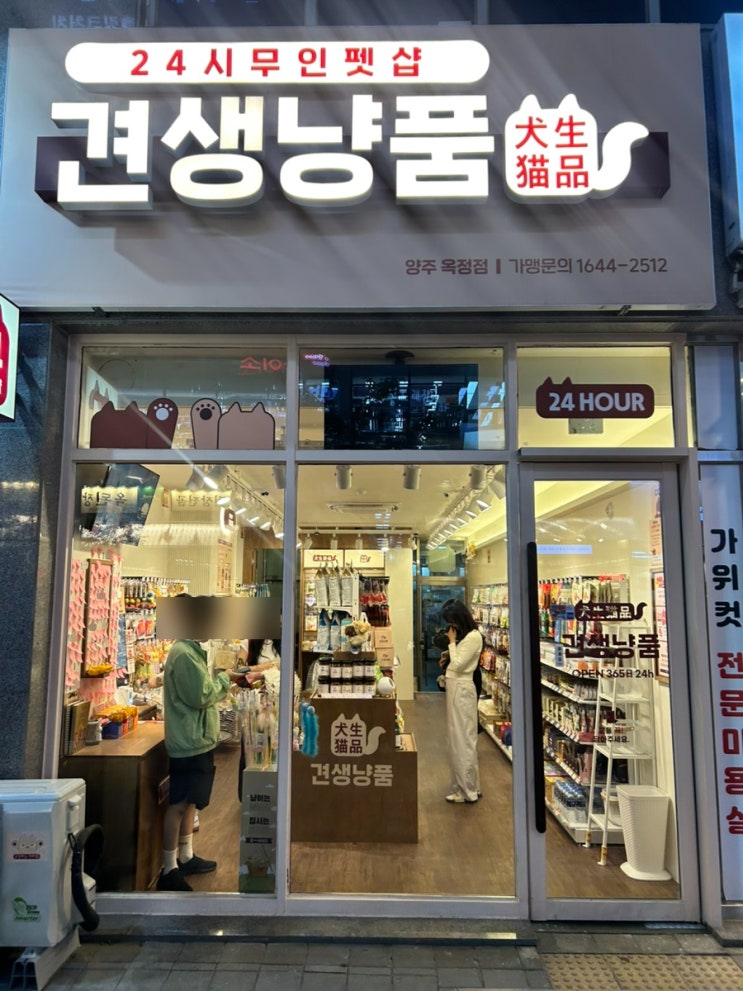 24시무인펫샵
견생냥품
犬生
猫品
양주 옥정점 | 가맹문의 1644-2512
24 HOUR
犬生
猫品
견생냥품
OPEN 365日 24h
犬生
猫品
견생냥품
가위컷
전문미용실